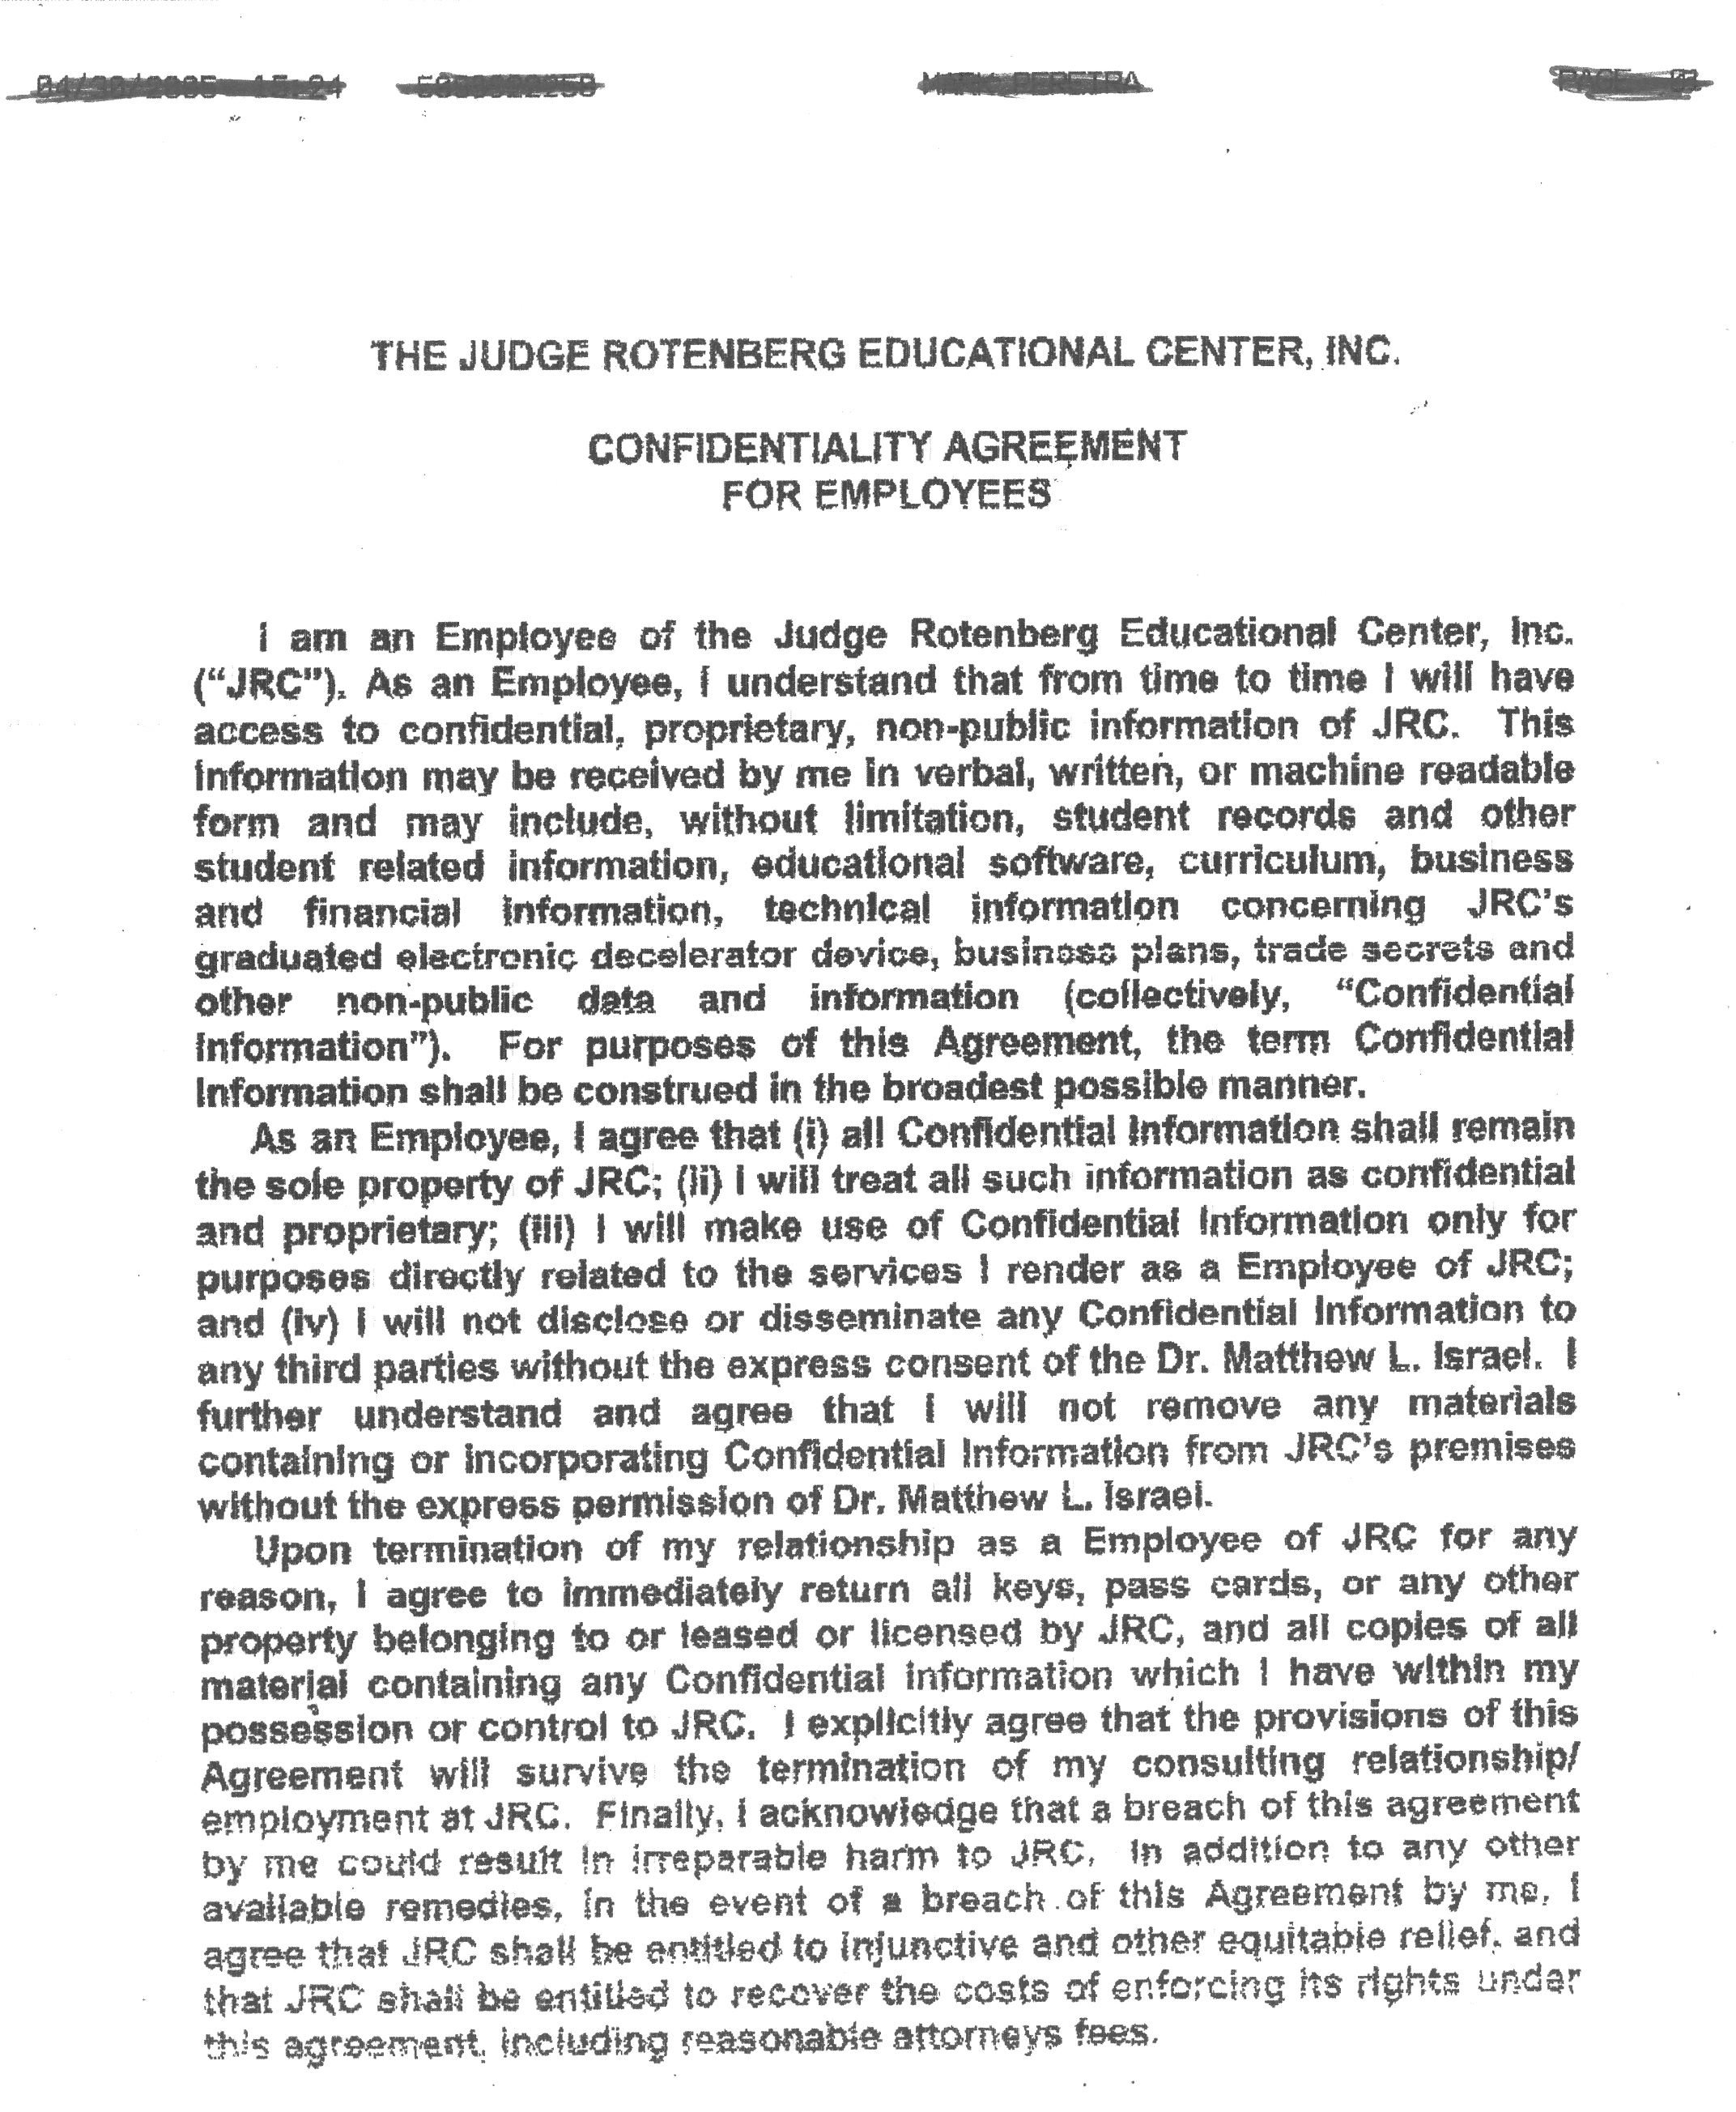 THE JUDGE ROTENBERG EDUCATIONAL CENTER, INC.
CONFIDENTIALITY AGREEMENT
FOR EMPLOYEES
I am an Employee of the Judge Rotenberg Educational Center, Inc.
(“JRC”). As an Employee, I understand that from time to time I will have
access to confidential, proprietary, non-public information of JRC. This
information may be received by me in verbal, written, or machine readable
form and may include, without limitation, student records and other
student related information, educational software, curriculum, business
and financial information, technical information concerning JRC's
graduated electronic decelerator device, business plans, trade secrets and
other non-public data and information (collectively, “Confidential
Information”). For purposes of this Agreement, the term Confidential
Information shall be construed in the broadest possible manner.
As an Employee, I agree that (i) all Confidential Information shall remain
the sole property of JRC; (ii) I will treat all such information as confidential
and proprietary; (iii) I will make use of Confidential Information only for
purposes directly related to the services I render as a Employee of JRC;
and (iv) I will not disclose or disseminate any Confidential Information to
any third parties without the express consent of the Dr. Matthew L. Israel. I
further understand and agree that I will not remove any materials
containing or incorporating Confidential Information from JRC's premises
without the express permission of Dr. Matthew L. Israel.
Upon termination of my relationship as a Employee of JRC for any
reason, I agree to immediately return all keys, pass cards, or any other
property belonging to or leased or licensed by JRC, and all copies of all
material containing any Confidential Information which I have within my
possession or control to JRC. I explicitly agree that the provisions of this
Agreement will survive the termination of my consulting relationship/
employment at JRC. Finally, I acknowledge that a breach of this agreement
by me could result in irreparable harm to JRC. In addition to any other
available remedies, in the event of a breach of this Agreement by me, I
agree that JRC shall be entitled to injunctive and other equitable relief, and
that JRC shall be entitled to recover the costs of enforcing its rights under
this agreement, including reasonable attorneys fees.